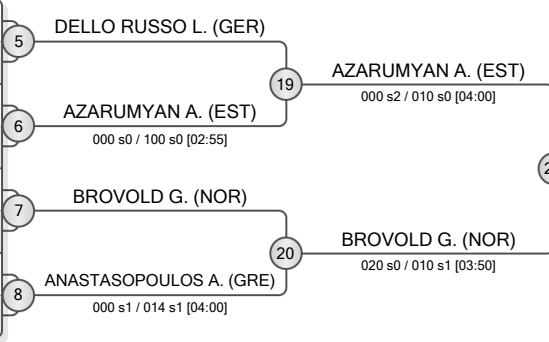 DELLO RUSSO L. (GER)
5
19
AZARUMYAN A. (EST)
000 s2 / 010 s0 [04:00]
AZARUMYAN A. (EST)
6
000 s0 / 100 s0 [02:55]
BROVOLD G. (NOR)
7
20
BROVOLD G. (NOR)
020 s0 / 010 s1 [03:50]
ANASTASOPOULOS A. (GRE)
8
000 s1 / 014 s1 [04:00]